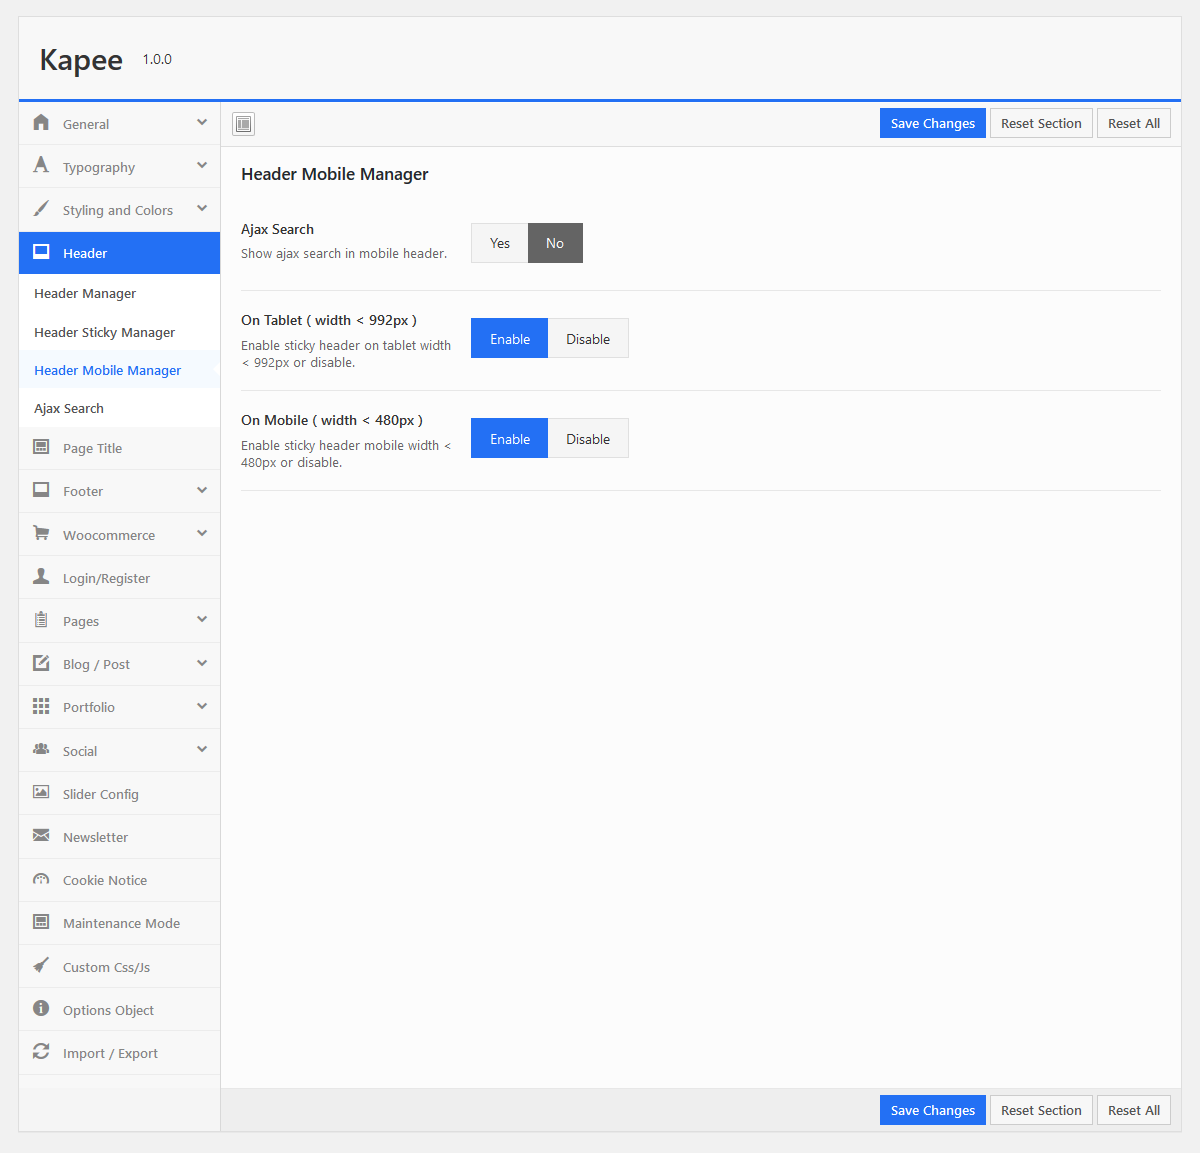 Kapee 1.0.0
General
Typography
Styling and Colors
Header
Header Manager
Header Sticky Manager
Header Mobile Manager
Ajax Search
Page Title
Footer
Woocommerce
Login/Register
Pages
Blog / Post
Portfolio
Social
Slider Config
Newsletter
Cookie Notice
Maintenance Mode
Custom Css/Js
Options Object
Import / Export
Save Changes Reset Section Reset All
Header Mobile Manager
Ajax Search
Show ajax search in mobile header.
Yes No
On Tablet ( width < 992px )
Enable sticky header on tablet width
< 992px or disable.
Enable Disable
On Mobile ( width < 480px )
Enable sticky header mobile width <
480px or disable.
Enable Disable
Save Changes Reset Section Reset All